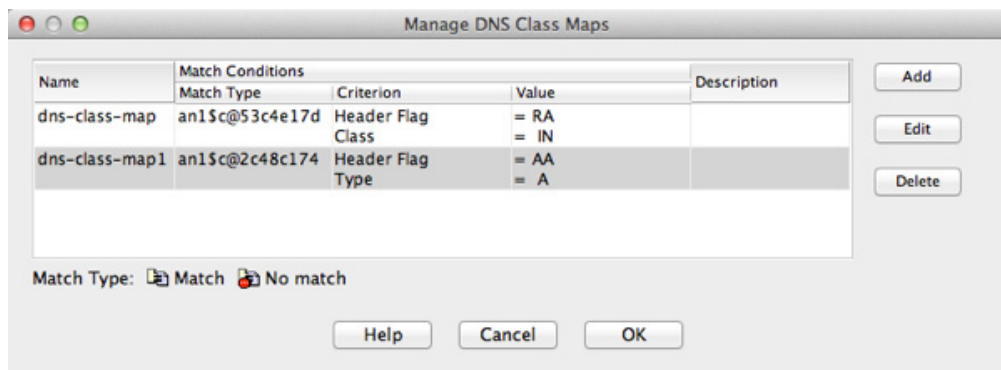 Manage DNS Class Maps
Name Match Conditions Description
Match Type Criterion Value
dns-class-map an1$c@53c4e17d Header Flag = RA
Class = IN
dns-class-map1 an1$c@2c48c174 Header Flag = AA
Type = A
Add
Edit
Delete
Match Type: Match No match
Help Cancel OK